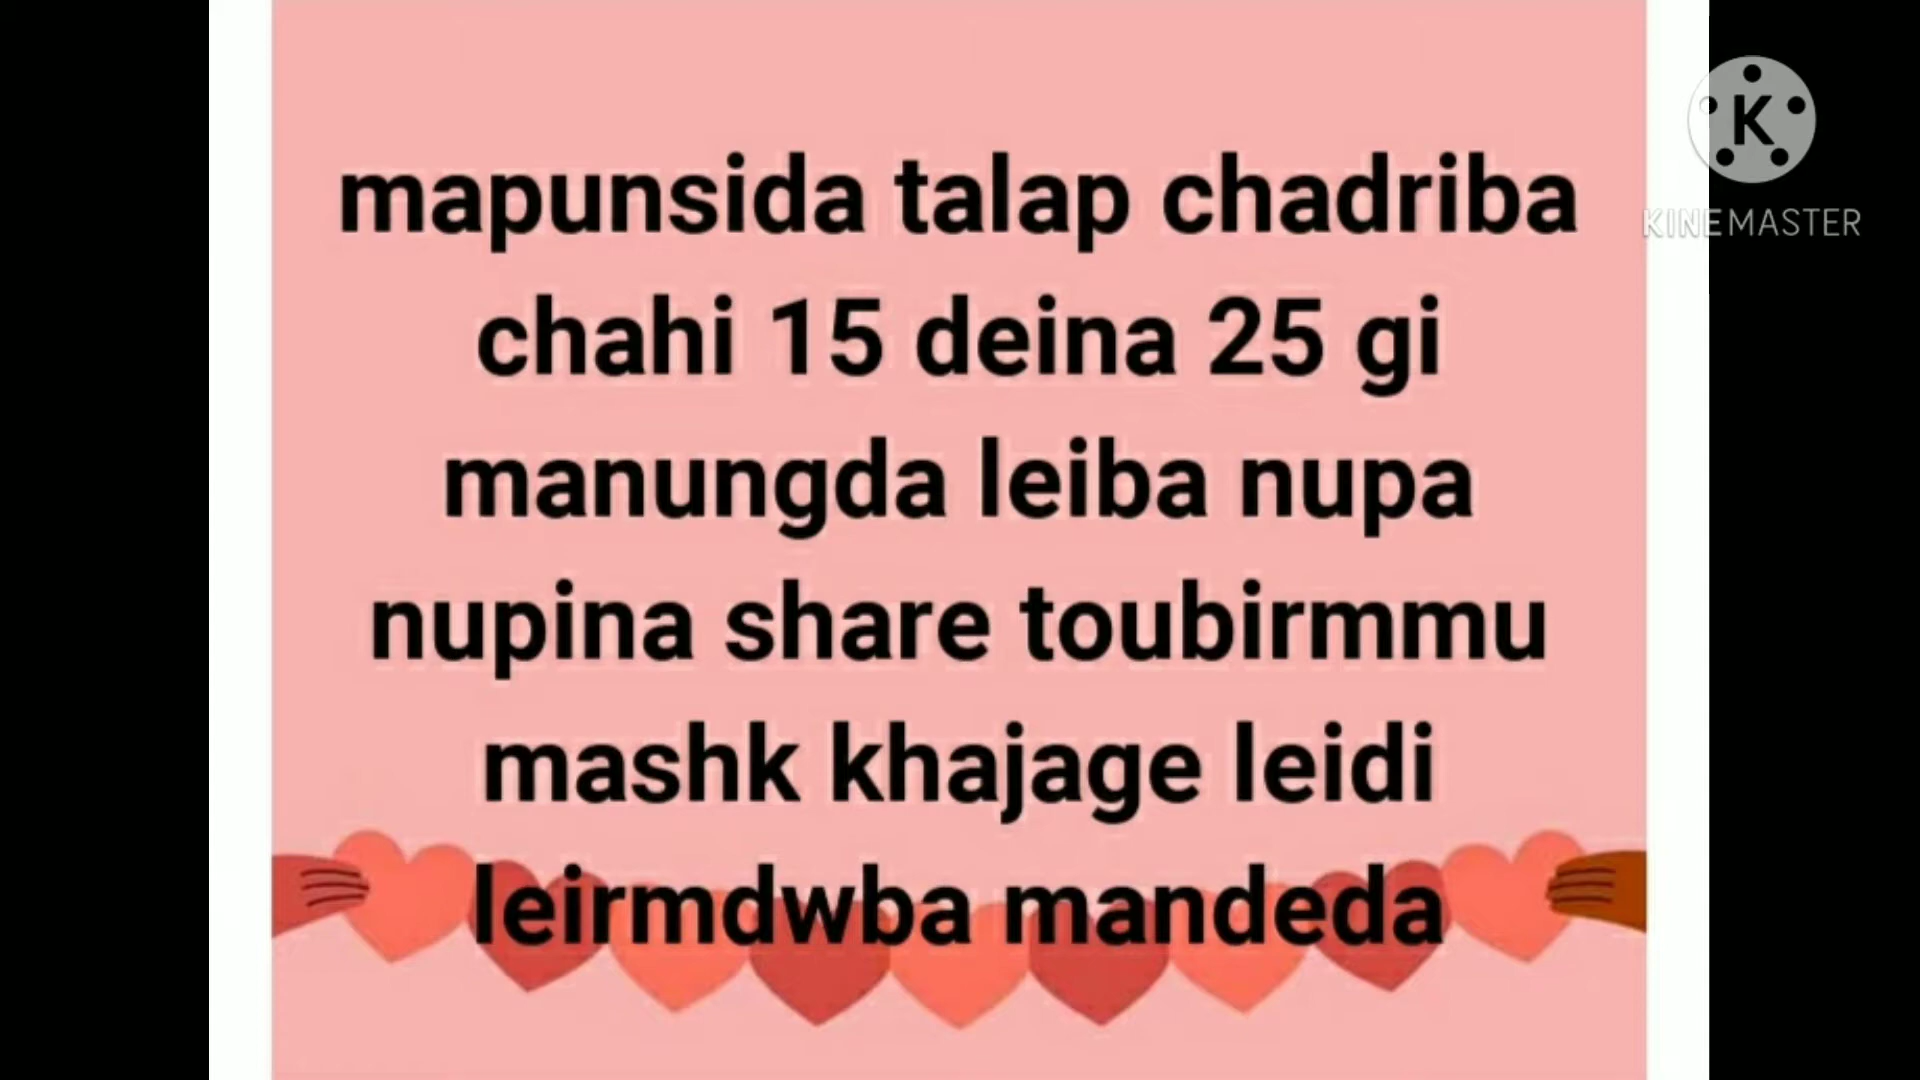 mapunsida talap chadriba
chahi 15 deina 25 gi
manungda leiba nupa
nupina share toubirmmu
mashk khajage leidi
leirmdwba mandeda
K
KINEMASTER